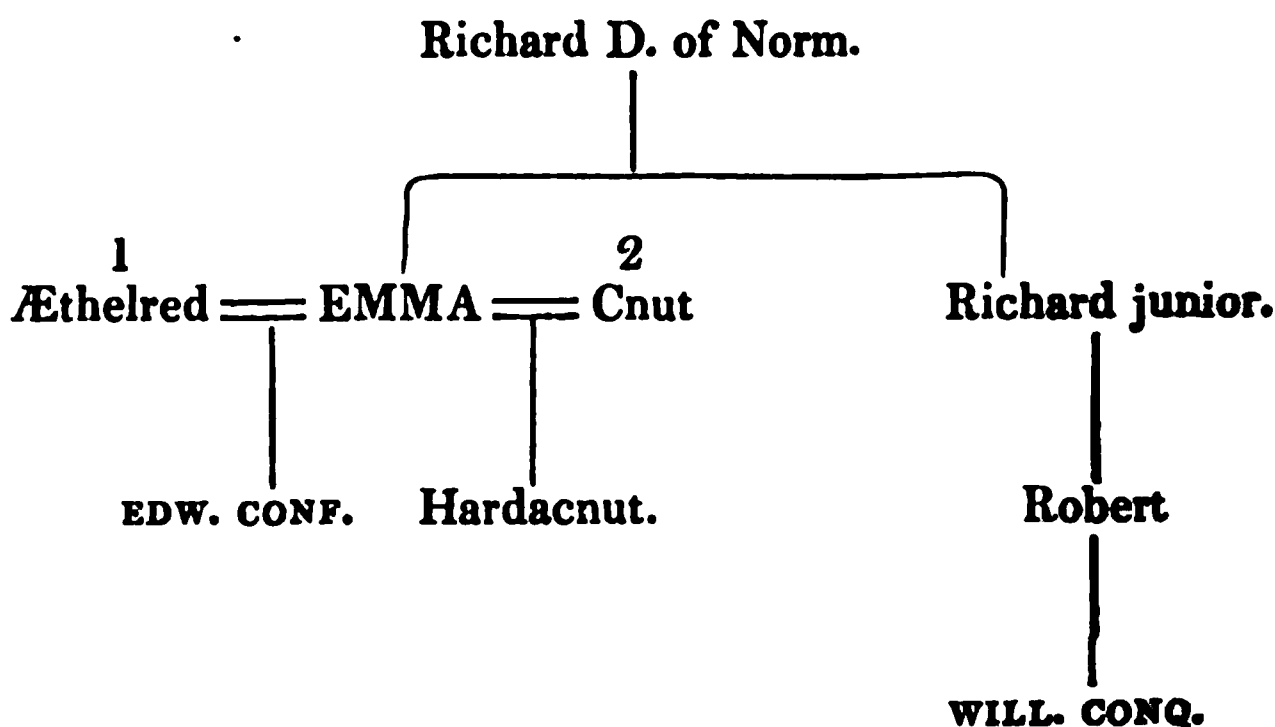 Richard D. of Norm.
1 2
Æthelred EMMA Cnut Richard junior.
EDW. CONF. Hardacnut. Robert
WILL. CONQ.